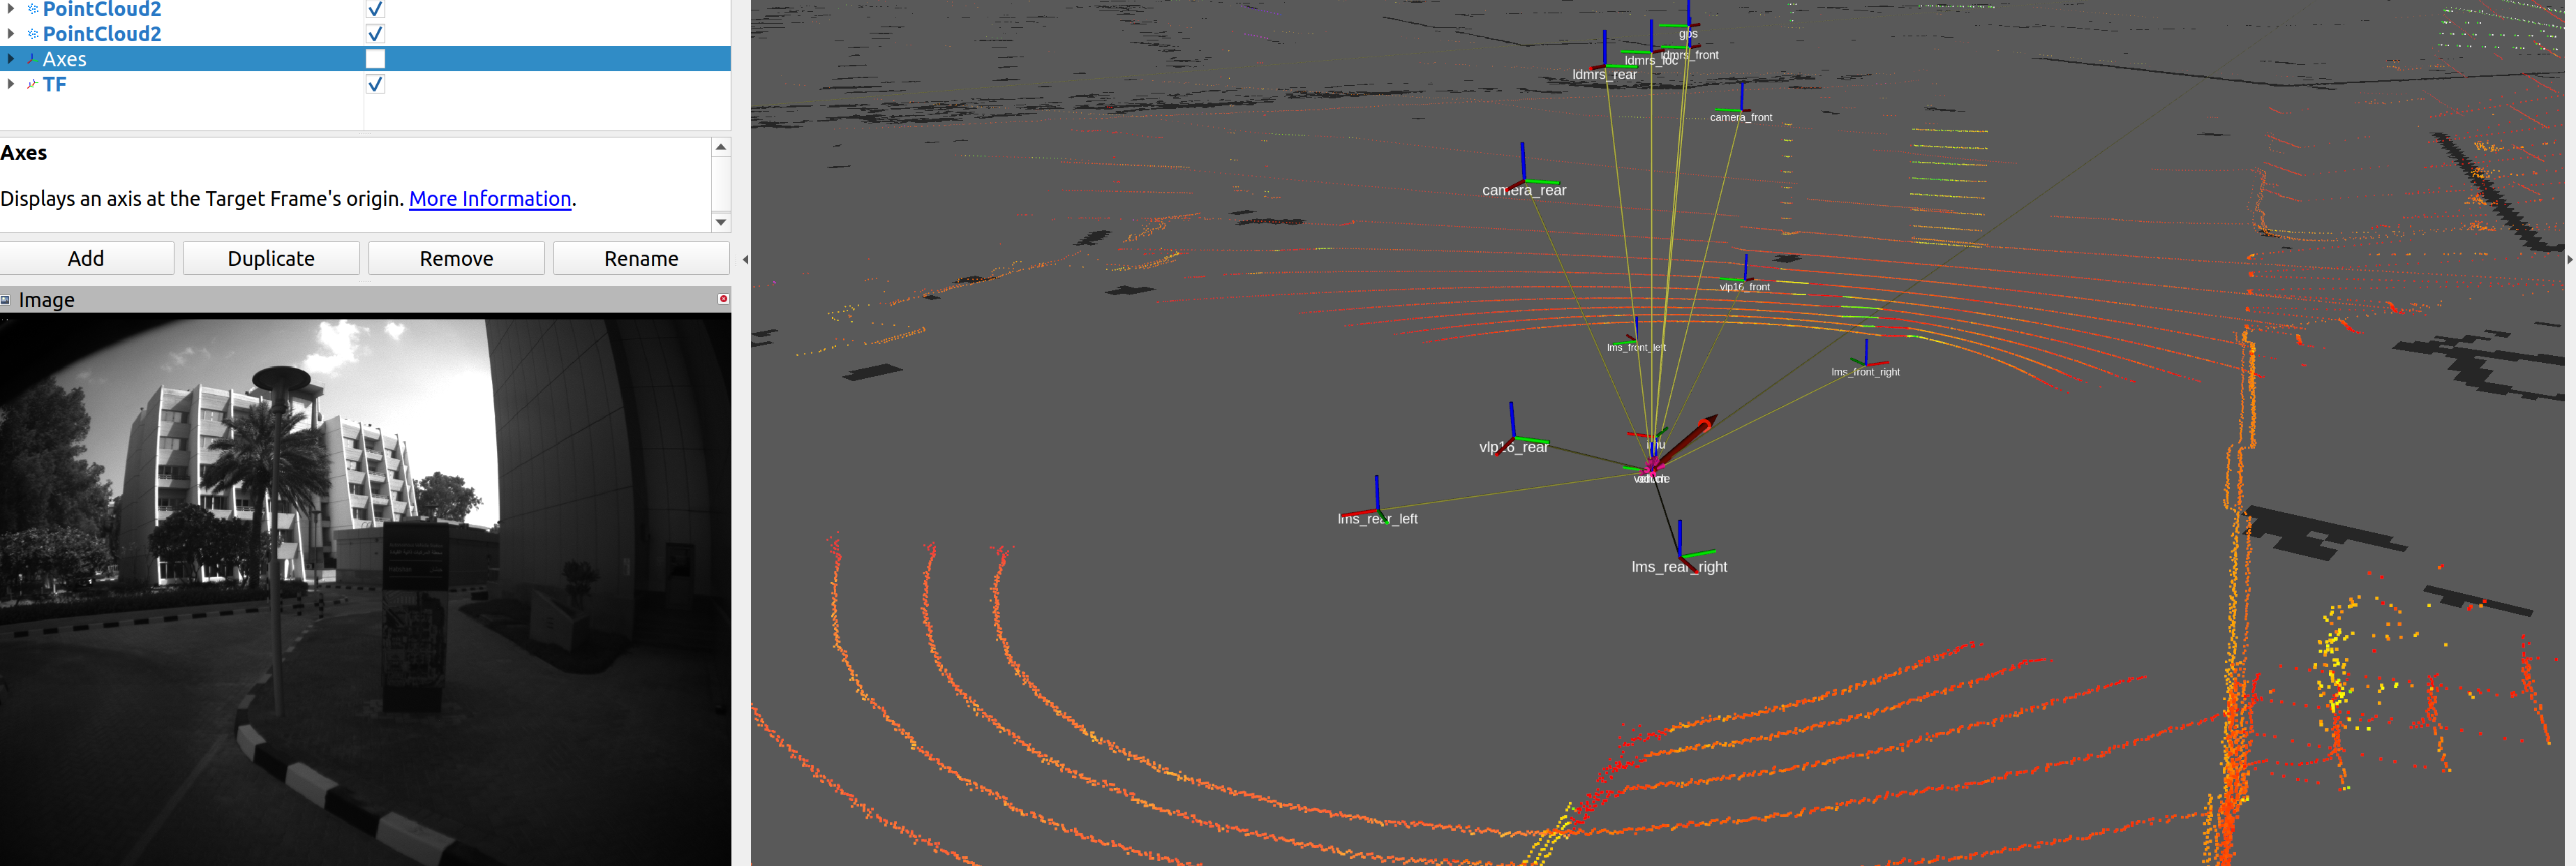 PointCloud2
PointCloud2
Axes
TF
Axes
Displays an axis at the Target Frame's origin. More Information.
Add
Duplicate
Remove
Rename
Image
gps
ldmrs_front
ldmrs_loc
ldmrs_rear
camera_front
camera_rear
vlp16_front
lms_front_left
lms_front_right
imu
vlp16_rear
lms_rear_left
lms_rear_right